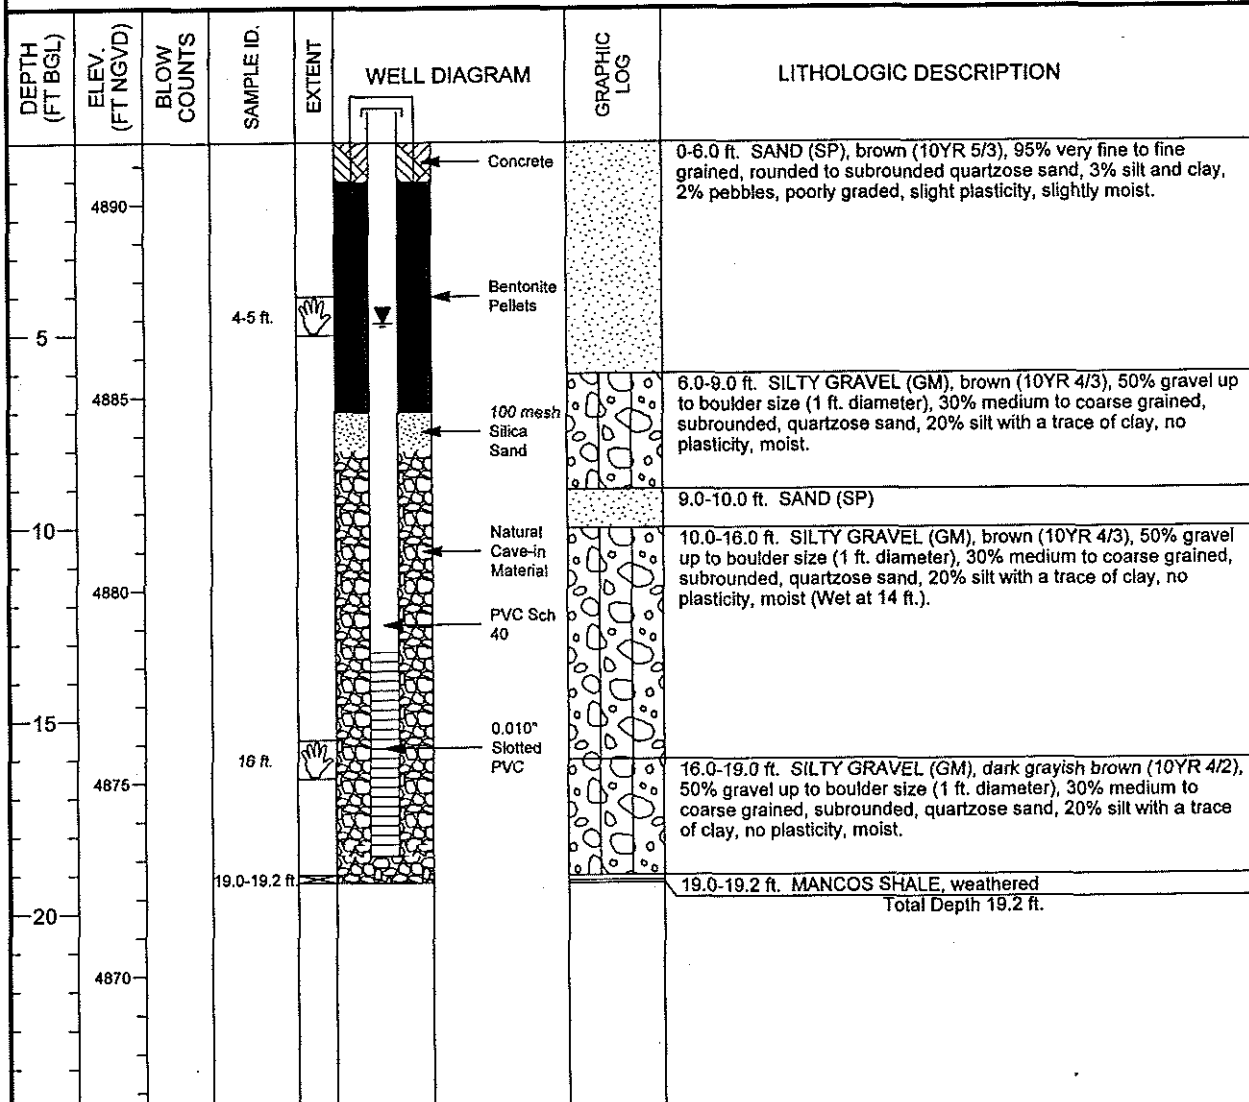 DEPTH
(FT BGL)
ELEV.
(FT NGVD)
BLOW
COUNTS
SAMPLE ID.
EXTENT
WELL DIAGRAM
GRAPHIC
LOG
LITHOLOGIC DESCRIPTION
Concrete
0-6.0 ft. SAND (SP), brown (10YR 5/3), 95% very fine to fine
grained, rounded to subrounded quartzose sand, 3% silt and clay,
2% pebbles, poorly graded, slight plasticity, slightly moist.
4890
Bentonite
Pellets
4-5 ft.
5
6.0-9.0 ft. SILTY GRAVEL (GM), brown (10YR 4/3), 50% gravel up
to boulder size (1 ft. diameter), 30% medium to coarse grained,
subrounded, quartzose sand, 20% silt with a trace of clay, no
plasticity, moist.
4885
100 mesh
Silica
Sand
9.0-10.0 ft. SAND (SP)
10
Natural
Cave-in
Material
10.0-16.0 ft. SILTY GRAVEL (GM), brown (10YR 4/3), 50% gravel
up to boulder size (1 ft. diameter), 30% medium to coarse grained,
subrounded, quartzose sand, 20% silt with a trace of clay, no
plasticity, moist (Wet at 14 ft.).
4880
PVC Sch
40
15
0.010"
Slotted
PVC
16 ft.
4875
16.0-19.0 ft. SILTY GRAVEL (GM), dark grayish brown (10YR 4/2),
50% gravel up to boulder size (1 ft. diameter), 30% medium to
coarse grained, subrounded, quartzose sand, 20% silt with a trace
of clay, no plasticity, moist.
19.0-19.2 ft.
19.0-19.2 ft. MANCOS SHALE, weathered
Total Depth 19.2 ft.
20
4870